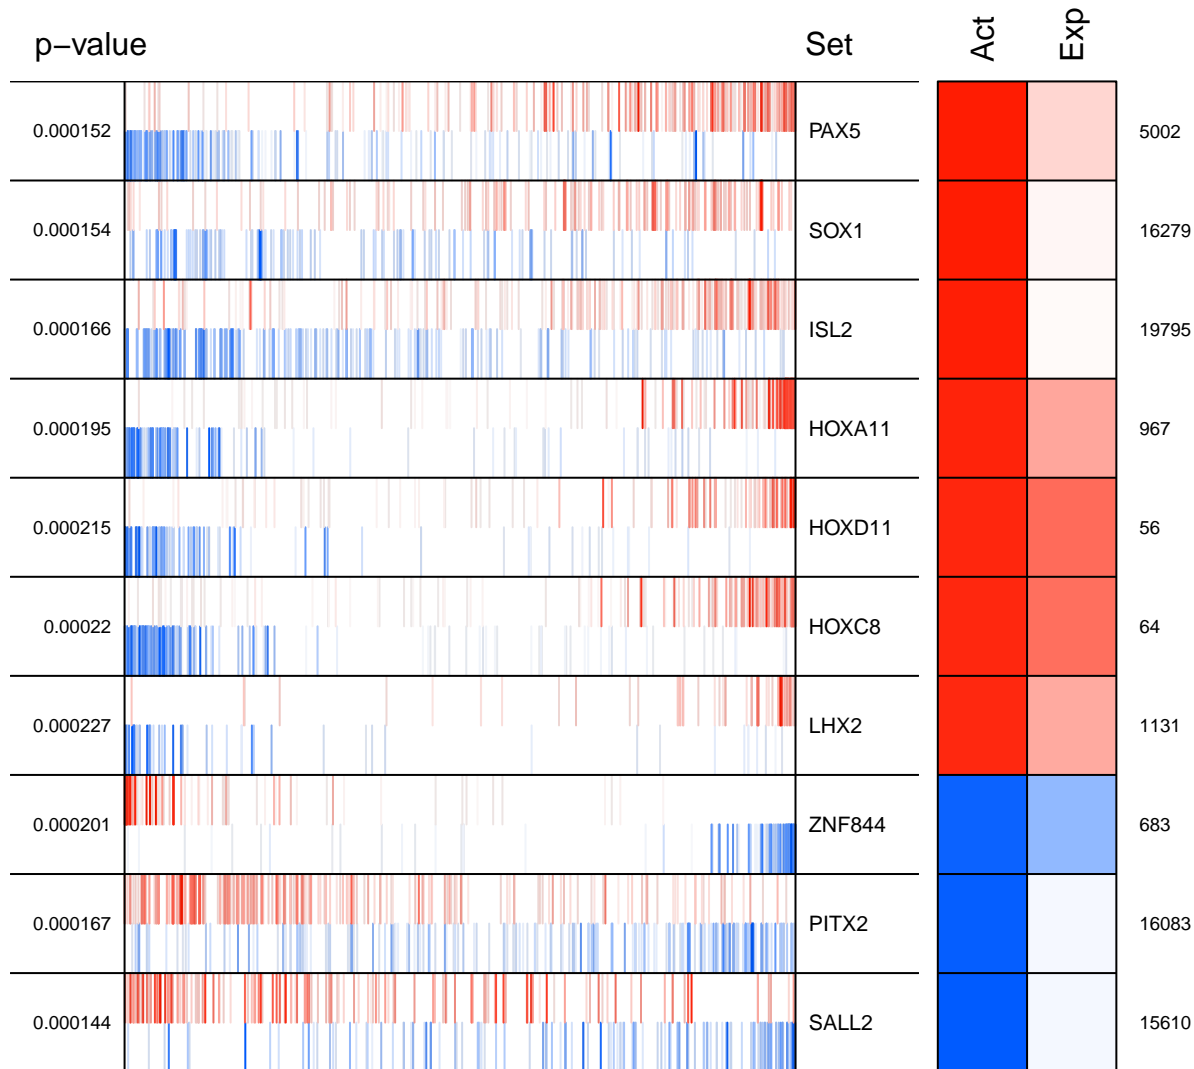 p−value Set Act Exp
0.000152 PAX5 5002
0.000154 SOX1 16279
0.000166 ISL2 19795
0.000195 HOXA11 967
0.000215 HOXD11 56
0.00022 HOXC8 64
0.000227 LHX2 1131
0.000201 ZNF844 683
0.000167 PITX2 16083
0.000144 SALL2 15610